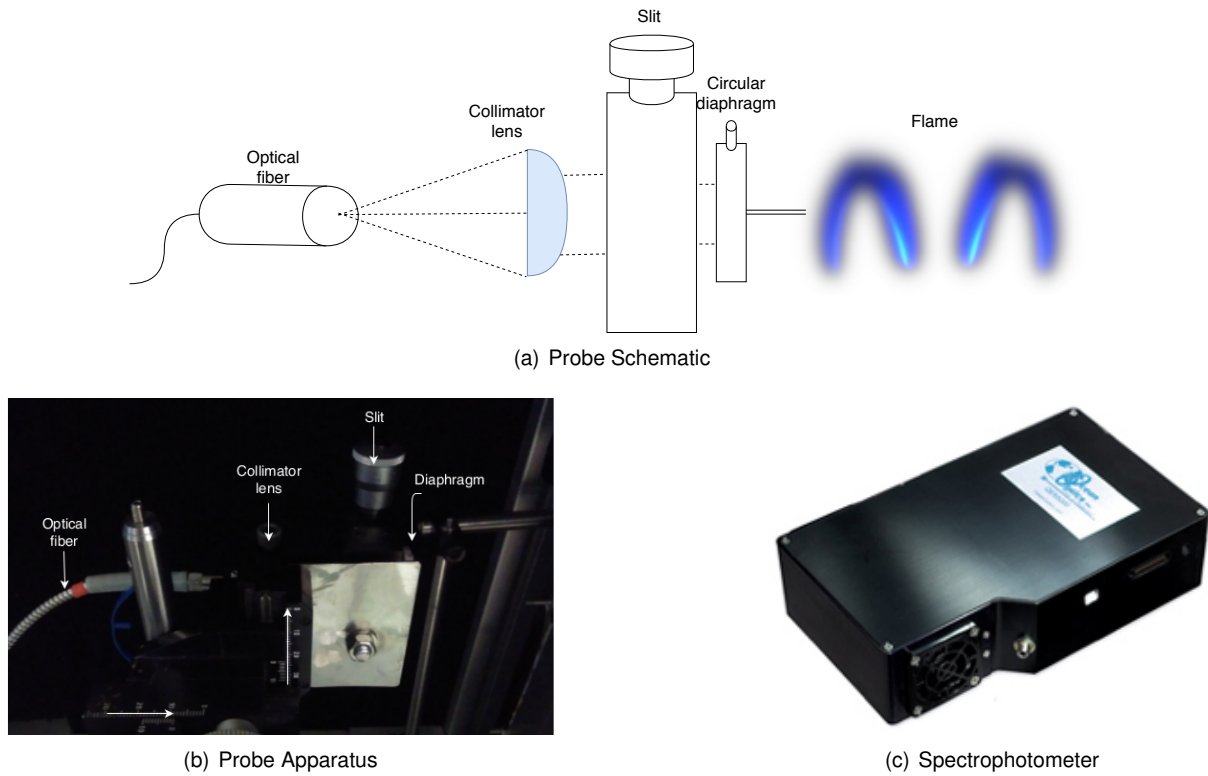 Slit
Circular
diaphragm
Collimator
lens
Flame
Optical
fiber
(a) Probe Schematic
Slit
Collimator
lens
Diaphragm
Optical
fiber
(b) Probe Apparatus
(c) Spectrophotometer